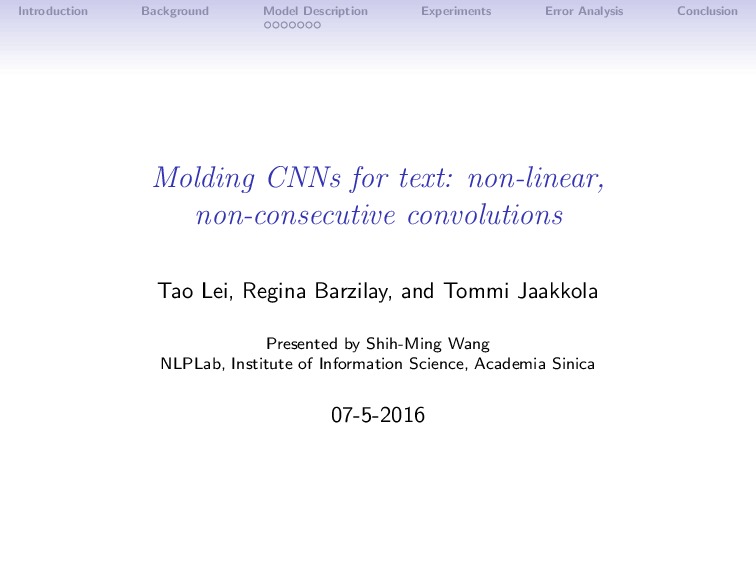 Introduction Background Model Description Experiments Error Analysis Conclusion
Molding CNNs for text: non-linear,
non-consecutive convolutions
Tao Lei, Regina Barzilay, and Tommi Jaakkola
Presented by Shih-Ming Wang
NLPLab, Institute of Information Science, Academia Sinica
07-5-2016